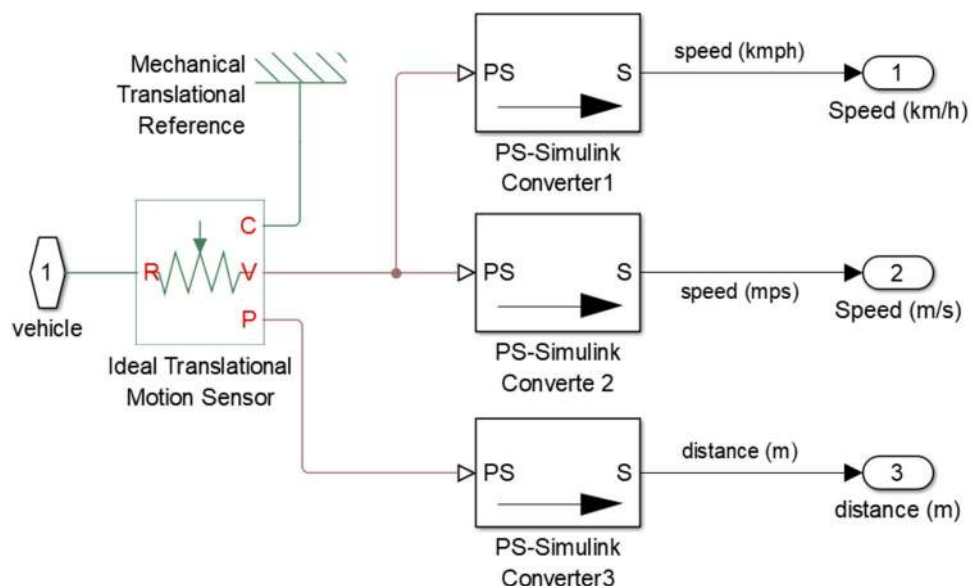 Mechanical
Translational
Reference
PS
S
PS-Simulink
Converter1
speed (kmph)
1
Speed (km/h)
1
vehicle
R
C
V
P
Ideal Translational
Motion Sensor
PS
S
PS-Simulink
Converte 2
speed (mps)
2
Speed (m/s)
PS
S
PS-Simulink
Converter3
distance (m)
3
distance (m)